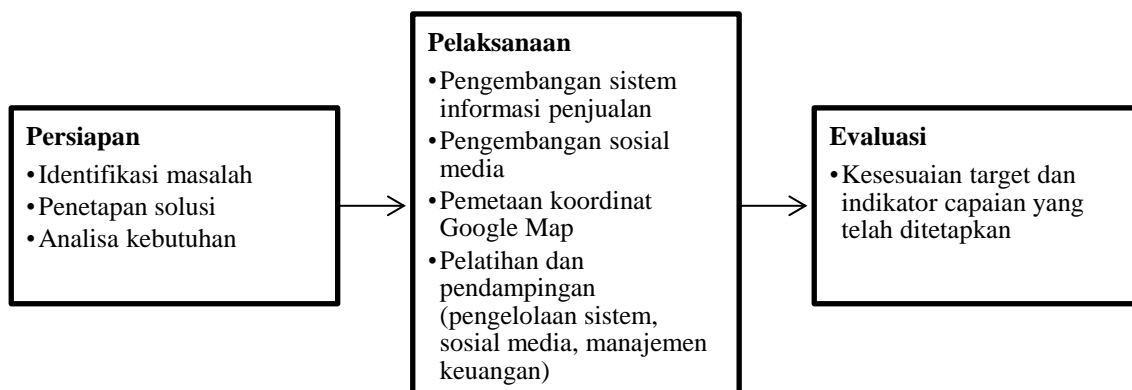 Persiapan
•Identifikasi masalah
•Penetapan solusi
•Analisa kebutuhan
Pelaksanaan
•Pengembangan sistem
informasi penjualan
•Pengembangan sosial
media
•Pemetaan koordinat
Google Map
•Pelatihan dan
pendampingan
(pengelolaan sistem,
sosial media, manajemen
keuangan)
Evaluasi
•Kesesuaian target dan
indikator capaian yang
telah ditetapkan